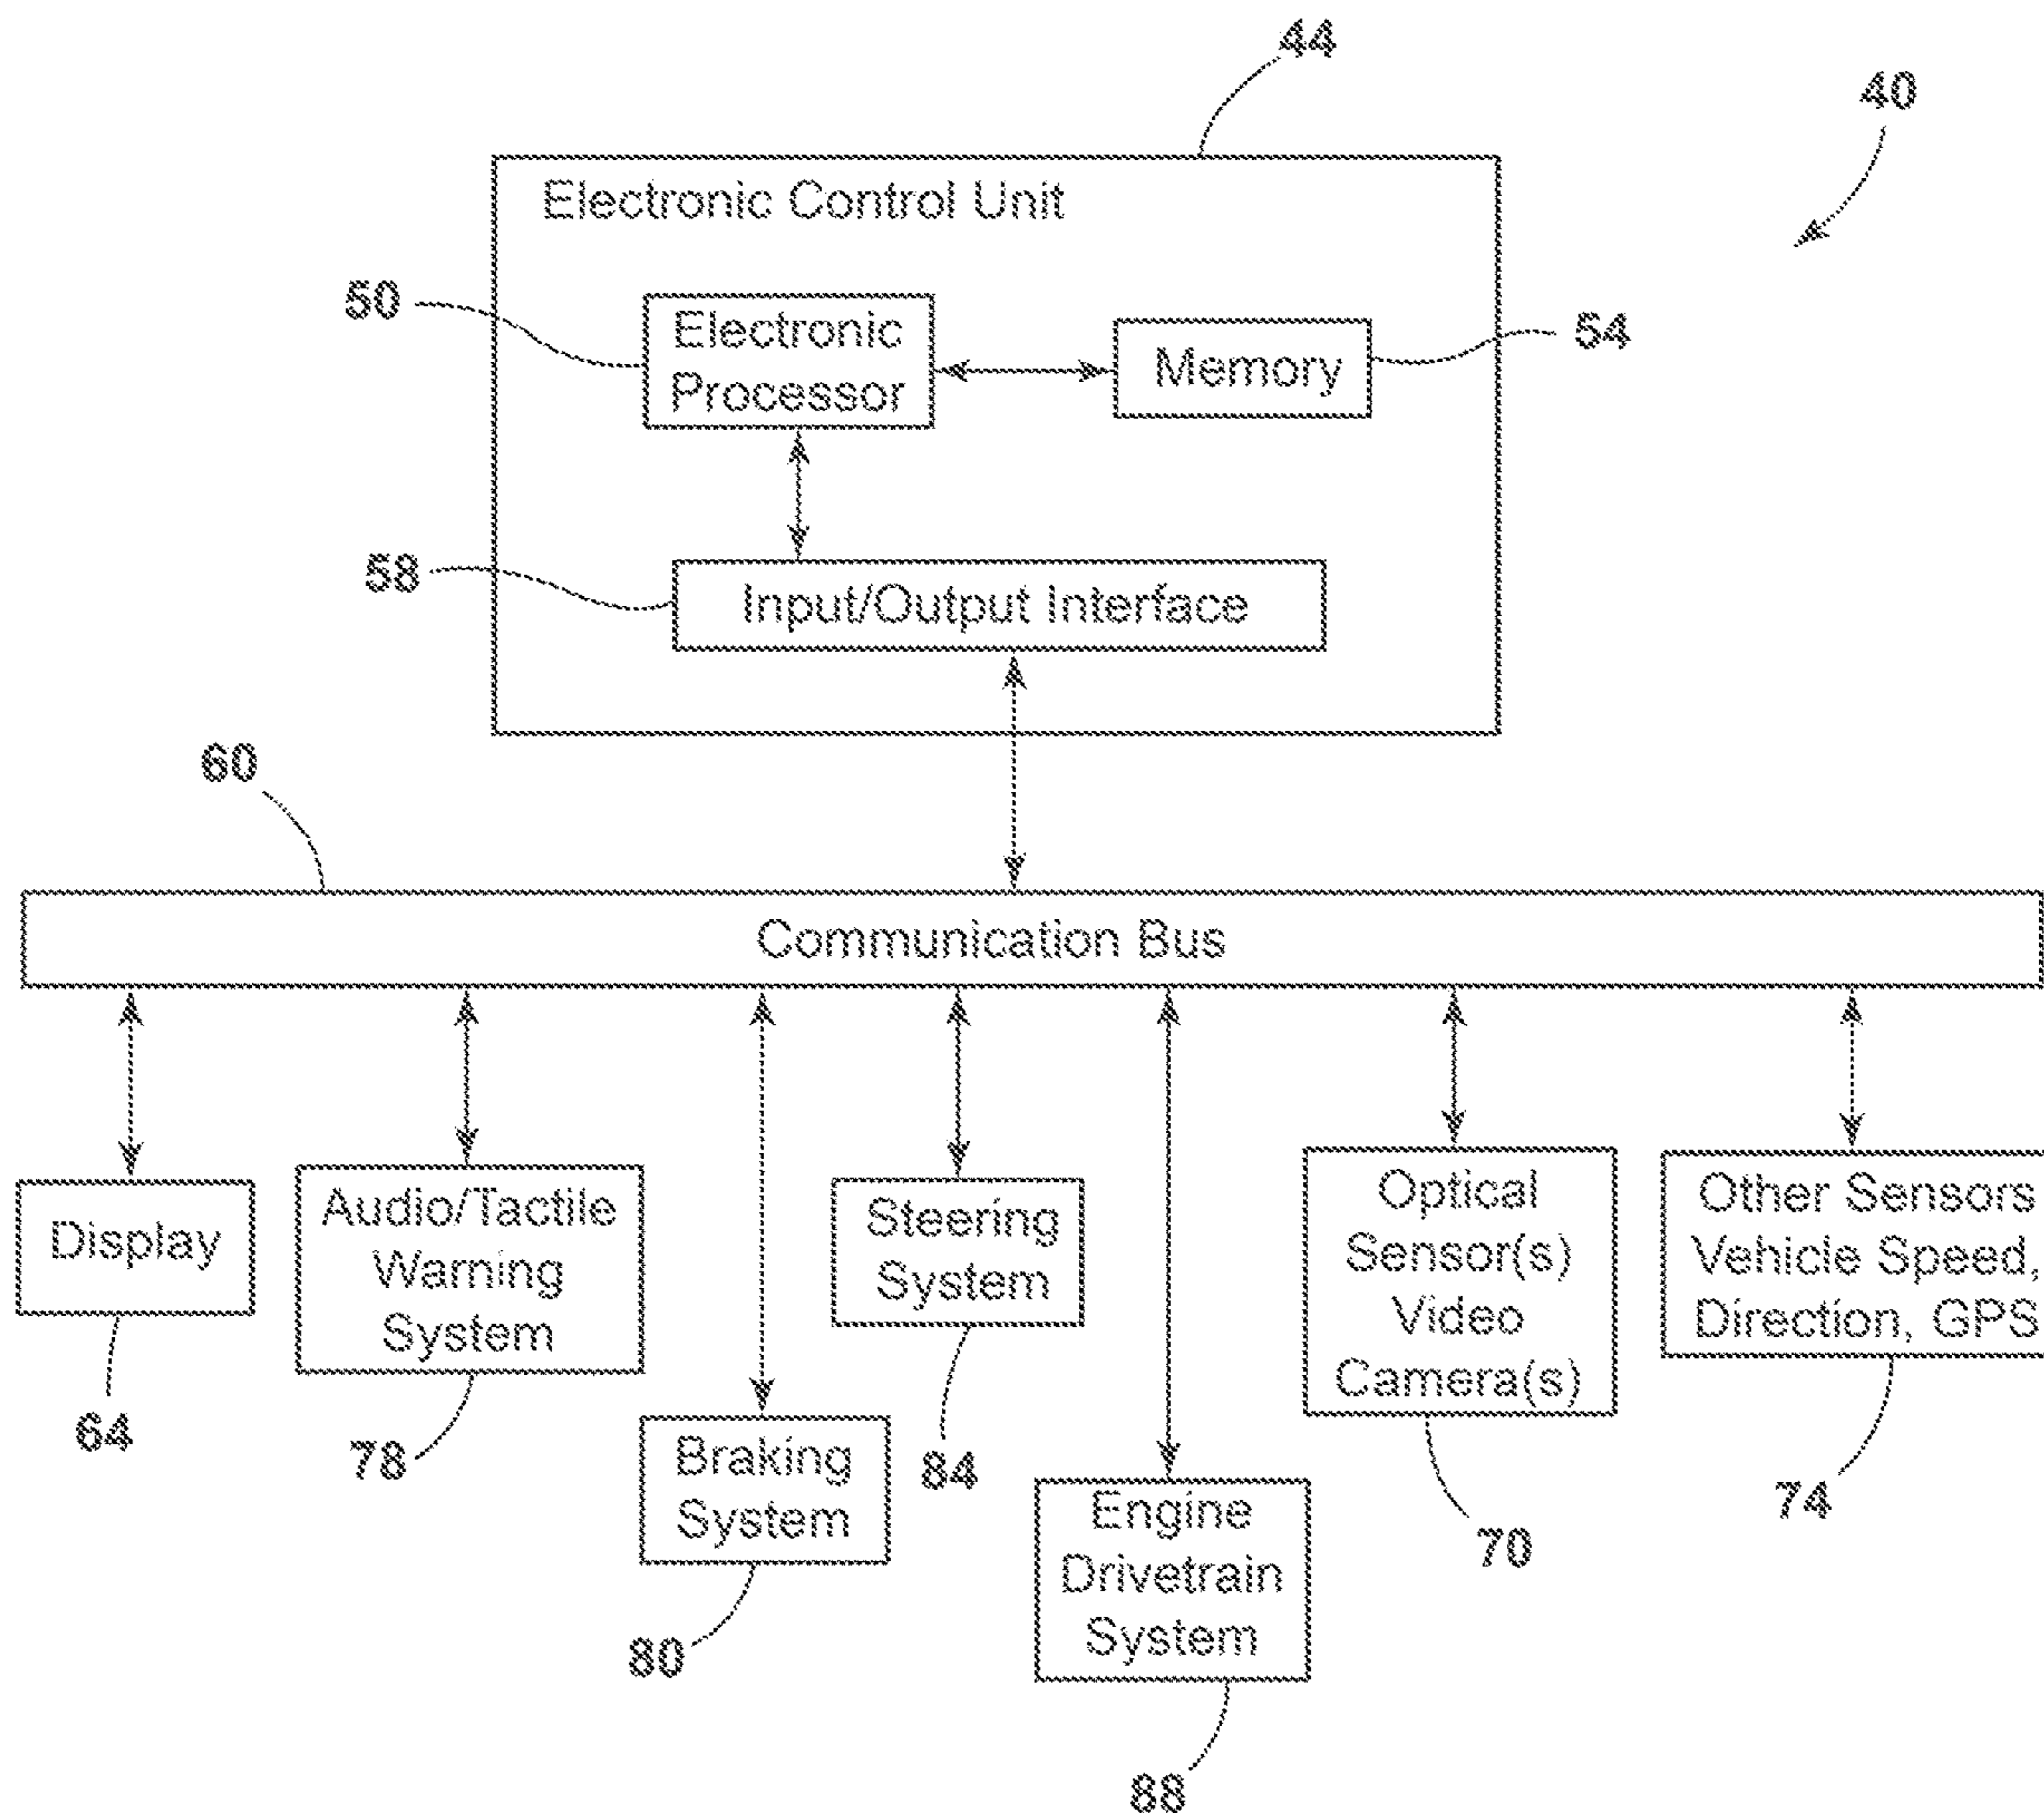 44
40
Electronic Control Unit
50
Electronic
Processor
Memory
54
58
Input/Output Interface
60
Communication Bus
Display
64
Audio/Tactile
Warning
System
78
Braking
System
80
Steering
System
84
Engine
Drivetrain
System
88
Optical
Sensor(s)
Video
Camera(s)
70
Other Sensors
Vehicle Speed,
Direction, GPS
74